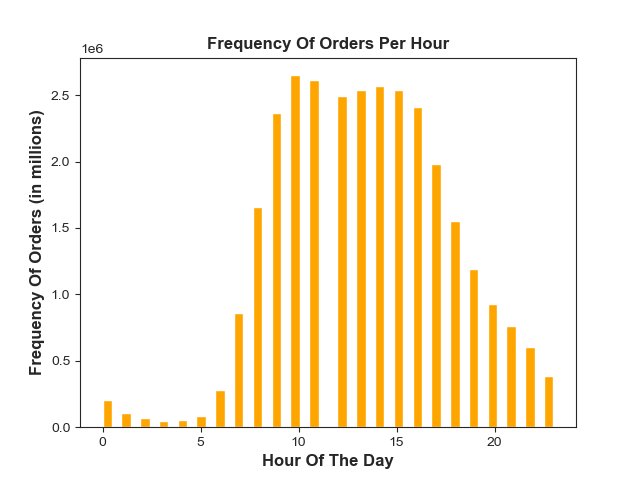 Frequency Of Orders Per Hour
1e6
Frequency Of Orders (in millions)
2.5
2.0
1.5
1.0
0.5
0.0
0 5 10 15 20
Hour Of The Day